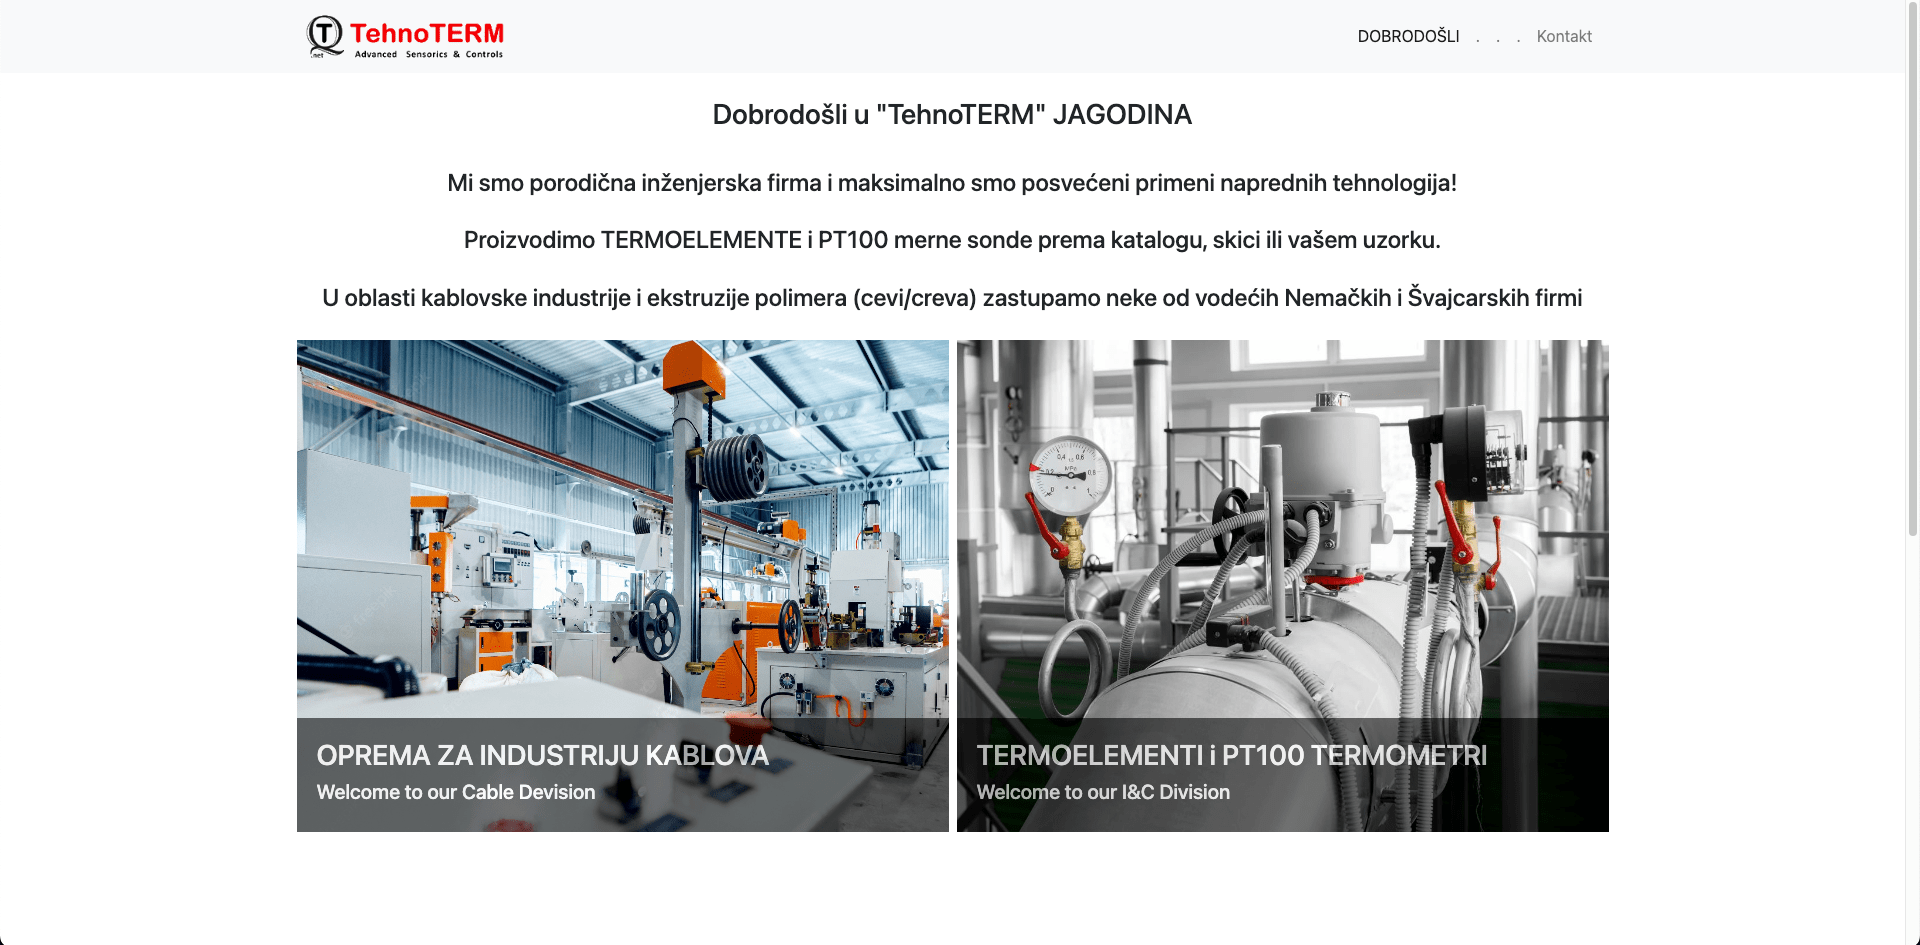 TehnoTERM
.net Advanced Sensorics & Controls
DOBRODOŠLI . . . Kontakt
Dobrodošli u "TehnoTERM" JAGODINA
Mi smo porodična inženjerska firma i maksimalno smo posvećeni primeni naprednih tehnologija!
Proizvodimo TERMOELEMENTE i PT100 merne sonde prema katalogu, skici ili vašem uzorku.
U oblasti kablovske industrije i ekstruzije polimera (cevi/creva) zastupamo neke od vodećih Nemačkih i Švajcarskih firmi
OPREMA ZA INDUSTRIJU KABLOVA
Welcome to our Cable Devision
TERMOELEMENTI i PT100 TERMOMETRI
Welcome to our I&C Division